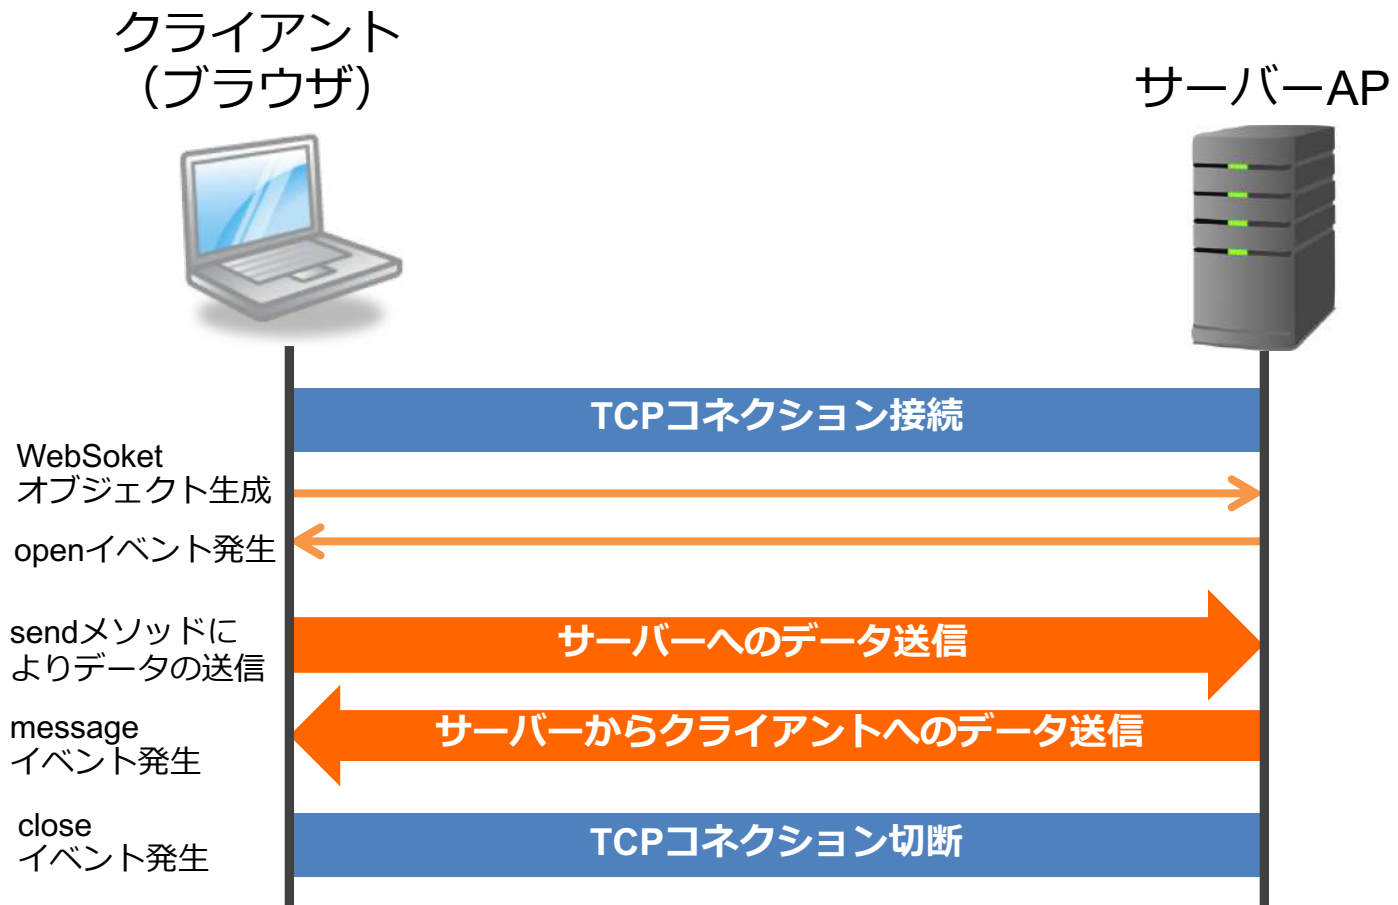 クライアント
（ブラウザ）
サーバーAP
TCPコネクション接続
WebSoket
オブジェクト生成
openイベント発生
sendメソッドに
よりデータの送信
サーバーへのデータ送信
message
イベント発生
サーバーからクライアントへのデータ送信
close
イベント発生
TCPコネクション切断